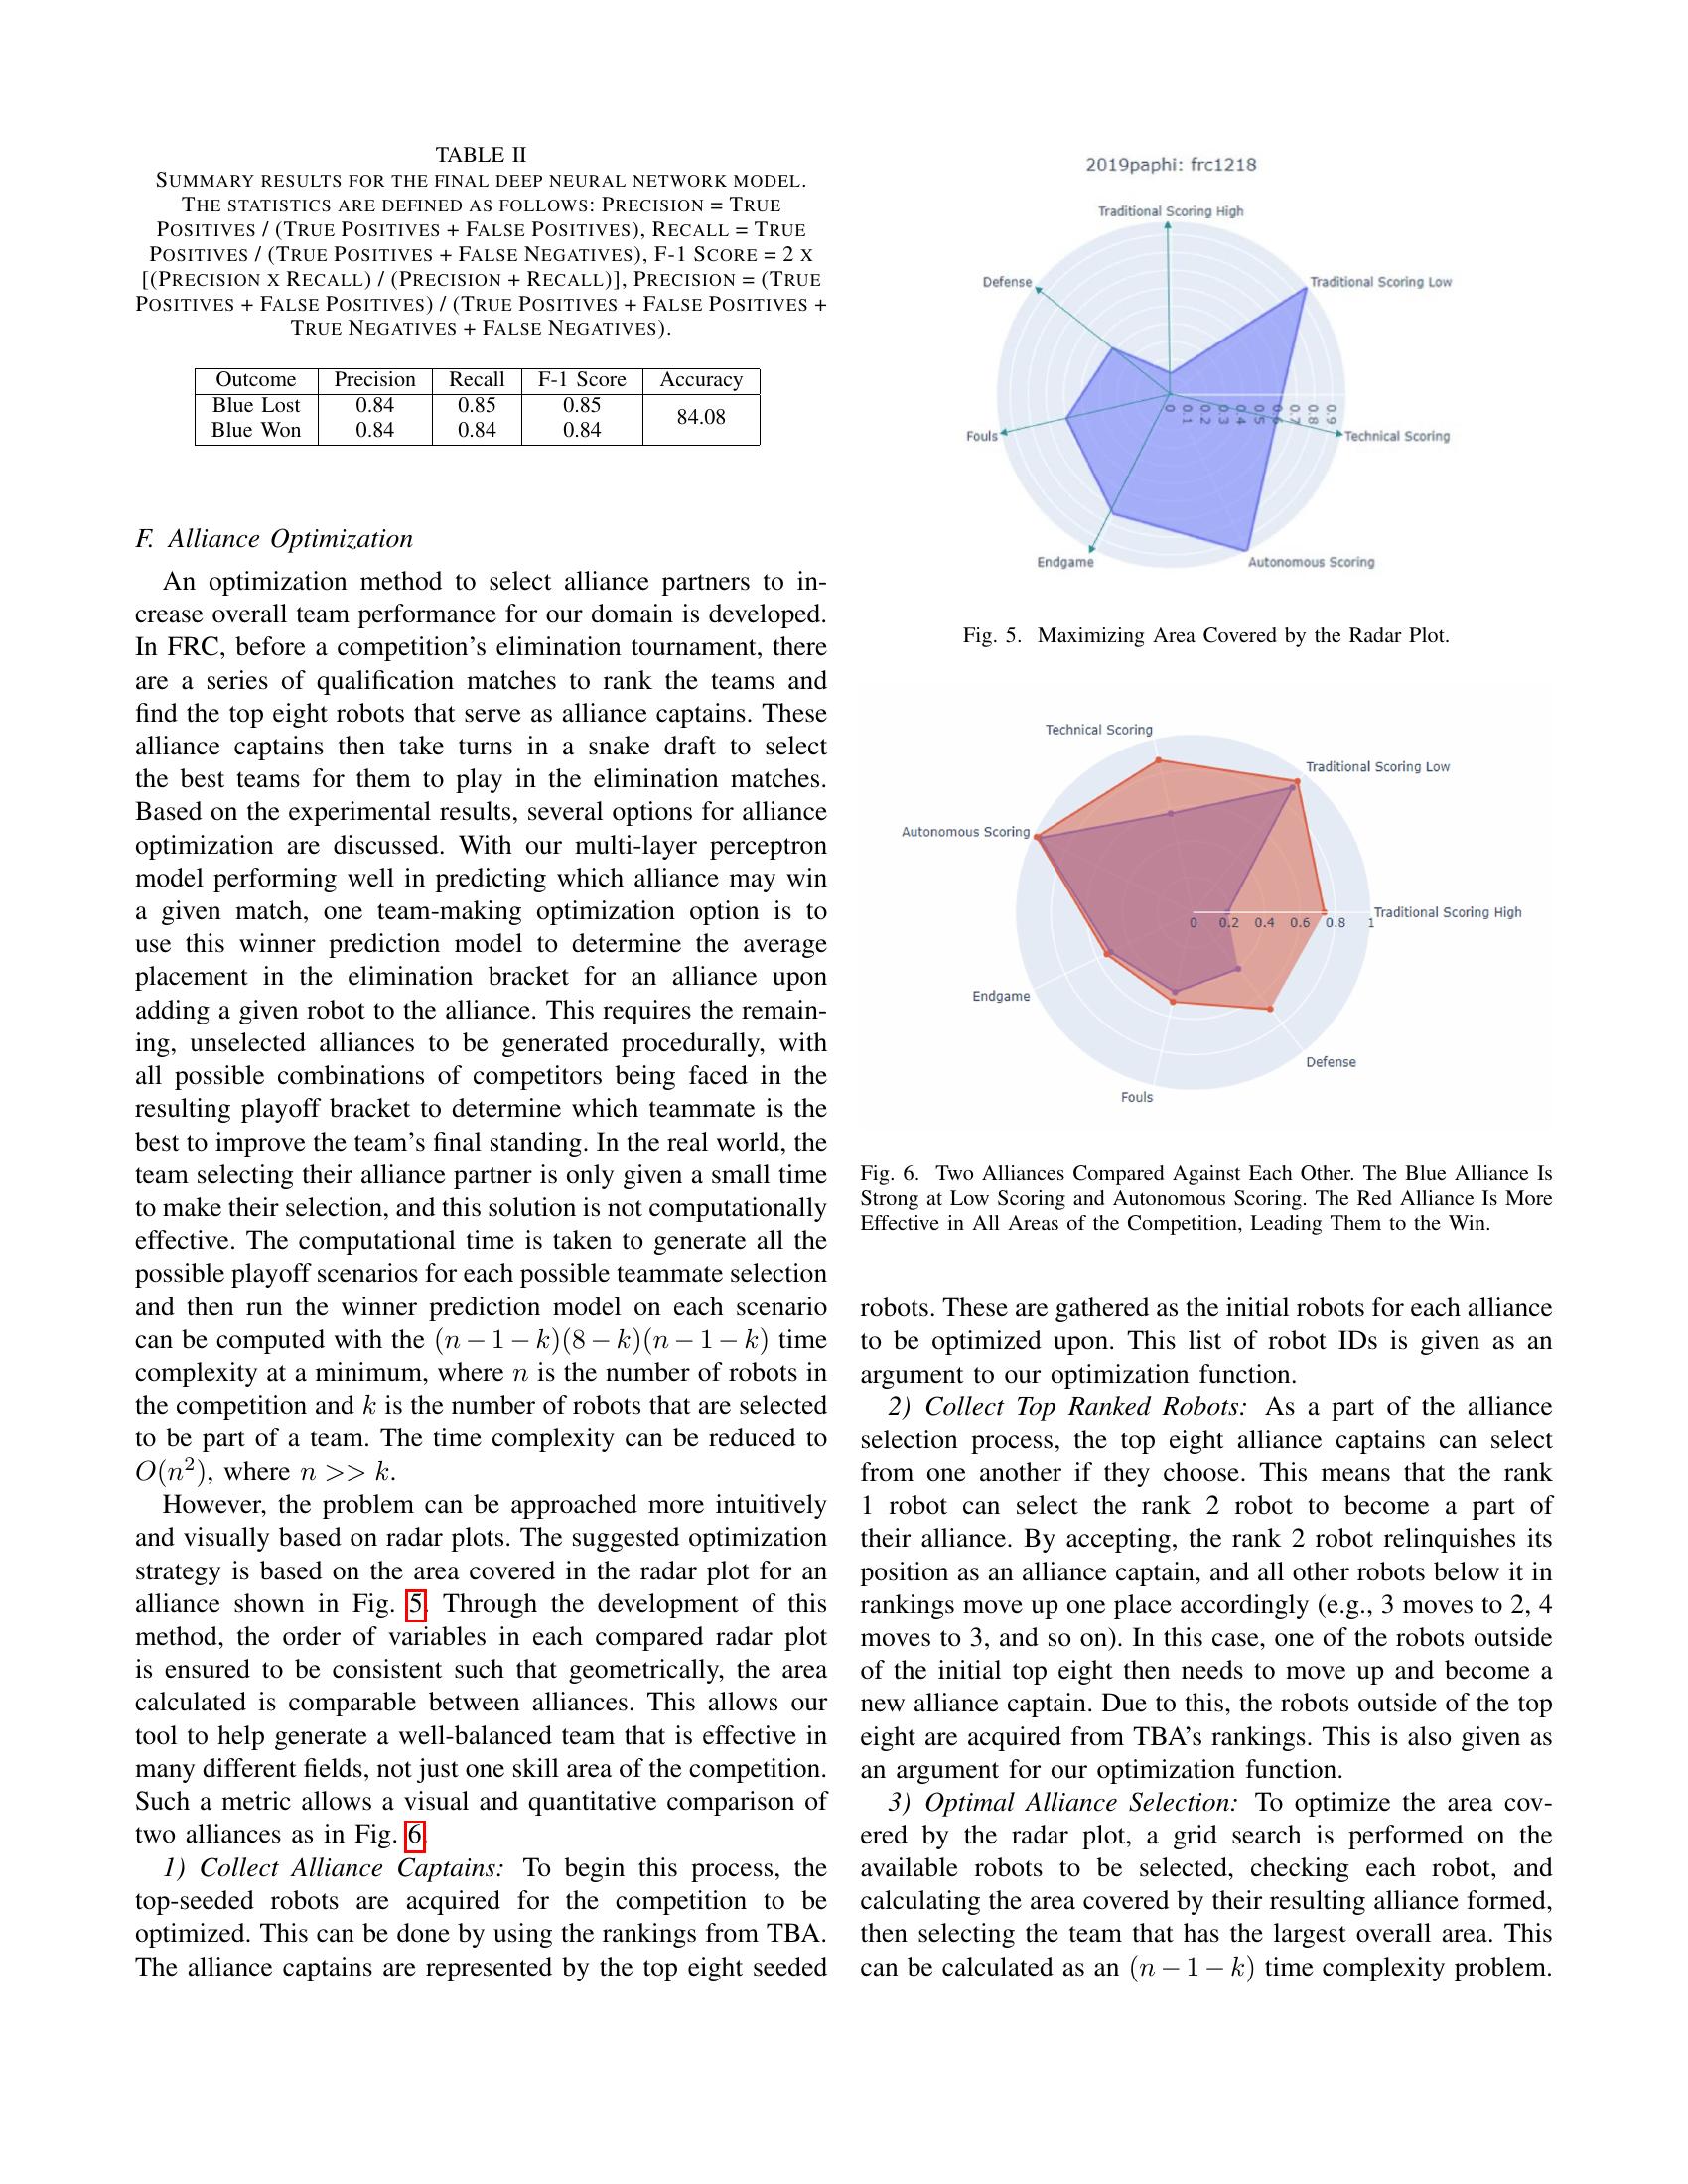 TABLE II
SUMMARY RESULTS FOR THE FINAL DEEP NEURAL NETWORK MODEL.
THE STATISTICS ARE DEFINED AS FOLLOWS: PRECISION = TRUE
POSITIVES / (TRUE POSITIVES + FALSE POSITIVES), RECALL = TRUE
POSITIVES / (TRUE POSITIVES + FALSE NEGATIVES), F-1 SCORE = 2 X
[(PRECISION X RECALL) / (PRECISION + RECALL)], PRECISION = (TRUE
POSITIVES + FALSE POSITIVES) / (TRUE POSITIVES + FALSE POSITIVES +
TRUE NEGATIVES + FALSE NEGATIVES).
Outcome Precision Recall F-1 Score Accuracy
Blue Lost 0.84 0.85 0.85 84.08
Blue Won 0.84 0.84 0.84
F. Alliance Optimization
An optimization method to select alliance partners to in-
crease overall team performance for our domain is developed.
In FRC, before a competition's elimination tournament, there
are a series of qualification matches to rank the teams and
find the top eight robots that serve as alliance captains. These
alliance captains then take turns in a snake draft to select
the best teams for them to play in the elimination matches.
Based on the experimental results, several options for alliance
optimization are discussed. With our multi-layer perceptron
model performing well in predicting which alliance may win
a given match, one team-making optimization option is to
use this winner prediction model to determine the average
placement in the elimination bracket for an alliance upon
adding a given robot to the alliance. This requires the remain-
ing, unselected alliances to be generated procedurally, with
all possible combinations of competitors being faced in the
resulting playoff bracket to determine which teammate is the
best to improve the team's final standing. In the real world, the
team selecting their alliance partner is only given a small time
to make their selection, and this solution is not computationally
effective. The computational time is taken to generate all the
possible playoff scenarios for each possible teammate selection
and then run the winner prediction model on each scenario
can be computed with the (n − 1 − k)(8 − k)(n − 1 − k) time
complexity at a minimum, where n is the number of robots in
the competition and k is the number of robots that are selected
to be part of a team. The time complexity can be reduced to
O(n²), where n >> k.
However, the problem can be approached more intuitively
and visually based on radar plots. The suggested optimization
strategy is based on the area covered in the radar plot for an
alliance shown in Fig. 5. Through the development of this
method, the order of variables in each compared radar plot
is ensured to be consistent such that geometrically, the area
calculated is comparable between alliances. This allows our
tool to help generate a well-balanced team that is effective in
many different fields, not just one skill area of the competition.
Such a metric allows a visual and quantitative comparison of
two alliances as in Fig. 6.
1) Collect Alliance Captains: To begin this process, the
top-seeded robots are acquired for the competition to be
optimized. This can be done by using the rankings from TBA.
The alliance captains are represented by the top eight seeded
2019paphi: frc1218
Traditional Scoring High
Defense
Traditional Scoring Low
0 0.1 0.2 0.3 0.4 0.5 0.6 0.7 0.8 0.9
Fouls
Technical Scoring
Endgame
Autonomous Scoring
Fig. 5. Maximizing Area Covered by the Radar Plot.
Technical Scoring
Traditional Scoring Low
Autonomous Scoring
Traditional Scoring High
0 0.2 0.4 0.6 0.8 1
Endgame
Defense
Fouls
Fig. 6. Two Alliances Compared Against Each Other. The Blue Alliance Is
Strong at Low Scoring and Autonomous Scoring. The Red Alliance Is More
Effective in All Areas of the Competition, Leading Them to the Win.
robots. These are gathered as the initial robots for each alliance
to be optimized upon. This list of robot IDs is given as an
argument to our optimization function.
2) Collect Top Ranked Robots: As a part of the alliance
selection process, the top eight alliance captains can select
from one another if they choose. This means that the rank
1 robot can select the rank 2 robot to become a part of
their alliance. By accepting, the rank 2 robot relinquishes its
position as an alliance captain, and all other robots below it in
rankings move up one place accordingly (e.g., 3 moves to 2, 4
moves to 3, and so on). In this case, one of the robots outside
of the initial top eight then needs to move up and become a
new alliance captain. Due to this, the robots outside of the top
eight are acquired from TBA's rankings. This is also given as
an argument for our optimization function.
3) Optimal Alliance Selection: To optimize the area cov-
ered by the radar plot, a grid search is performed on the
available robots to be selected, checking each robot, and
calculating the area covered by their resulting alliance formed,
then selecting the team that has the largest overall area. This
can be calculated as an (n − 1 − k) time complexity problem.